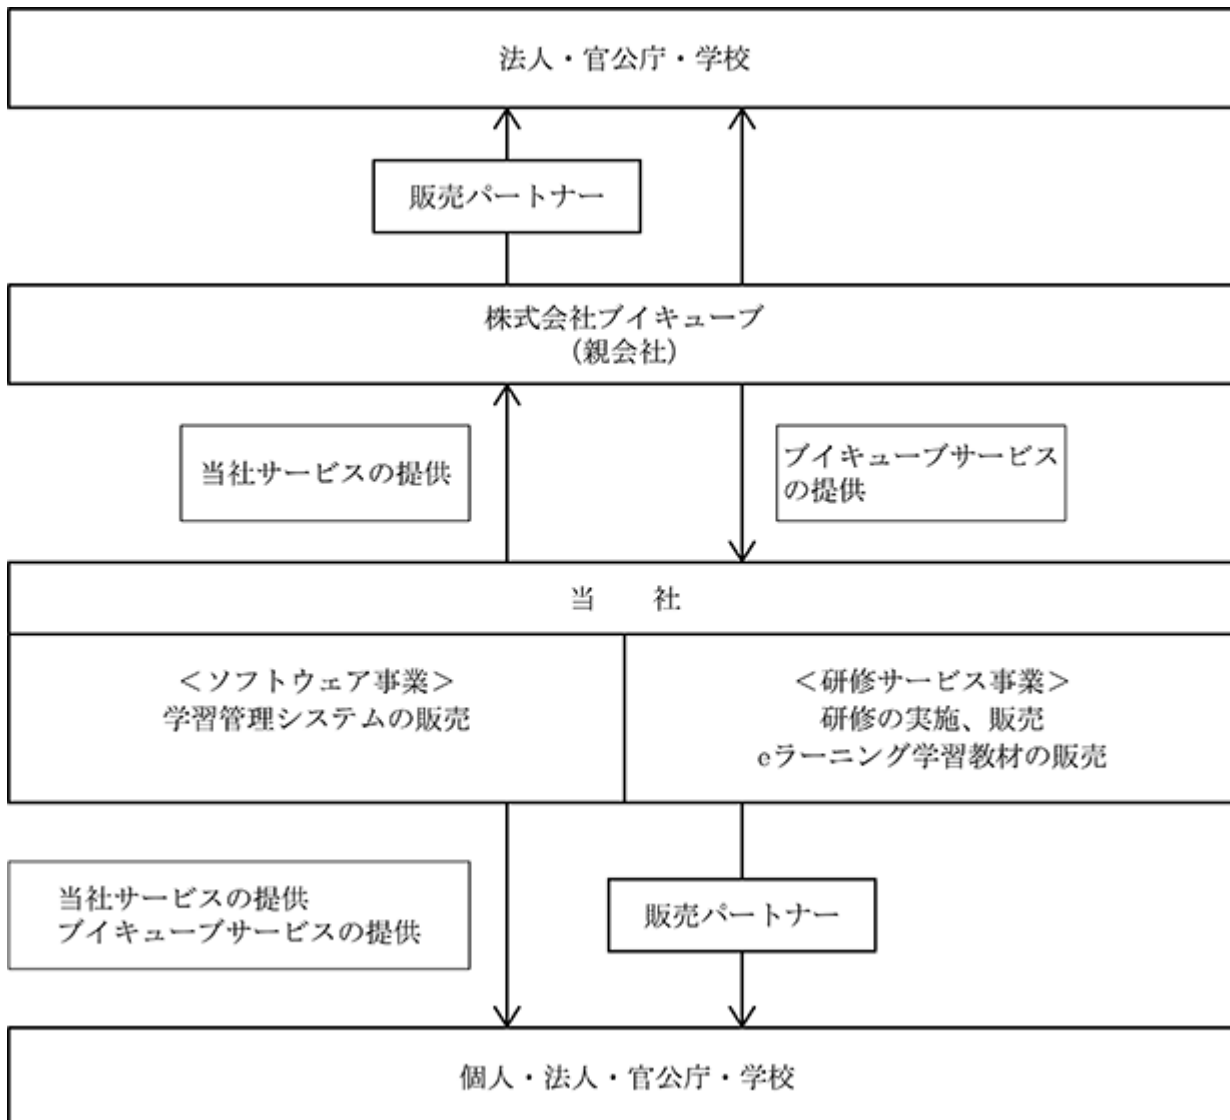 法人・官公庁・学校
販売パートナー
株式会社ブイキューブ
(親会社)
当社サービスの提供
ブイキューブサービス
の提供
当　　社
＜ソフトウェア事業＞
学習管理システムの販売
＜研修サービス事業＞
研修の実施、販売
eラーニング学習教材の販売
当社サービスの提供
ブイキューブサービスの提供
販売パートナー
個人・法人・官公庁・学校